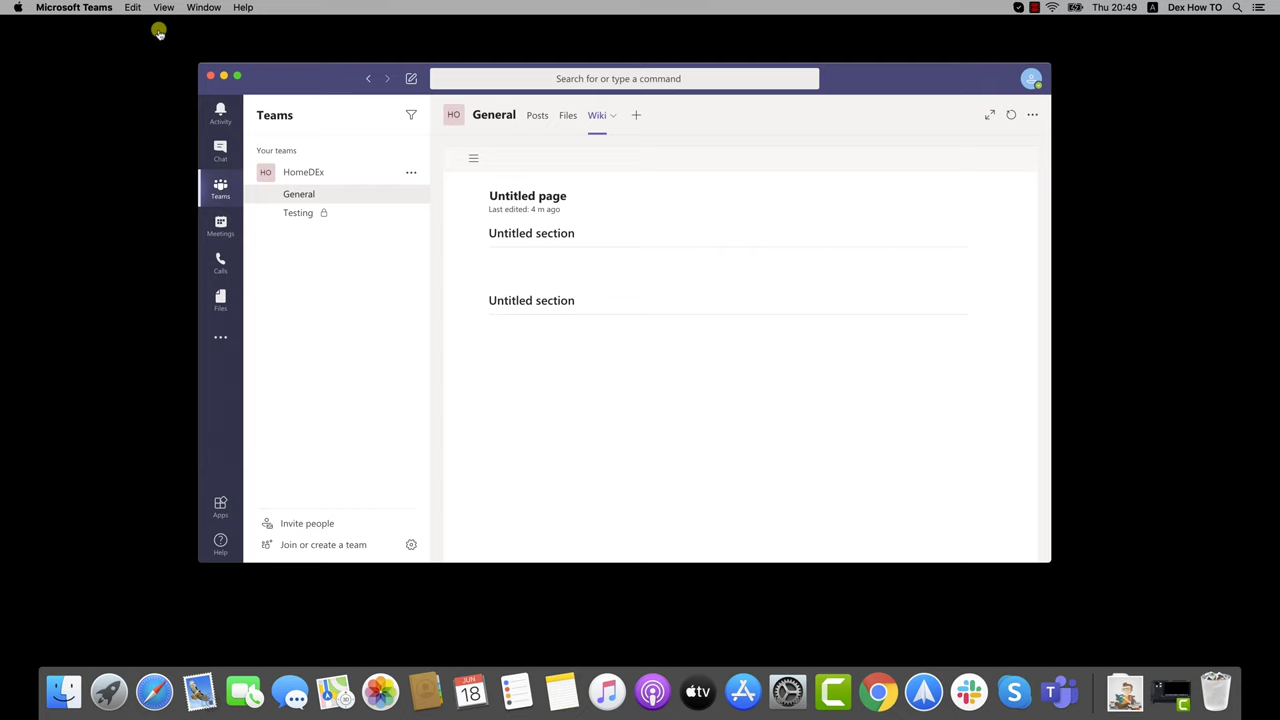 Microsoft Teams Edit View Window Help
Thu 20:49 A Dex How TO
Search for or type a command
Activity
Chat
Teams
Meetings
Calls
Files
Apps
Help
Teams
Your teams
HO HomeDEx
General
Testing
Invite people
Join or create a team
HO General Posts Files Wiki
Untitled page
Last edited: 4 m ago
Untitled section
Untitled section
JUN
18
tv